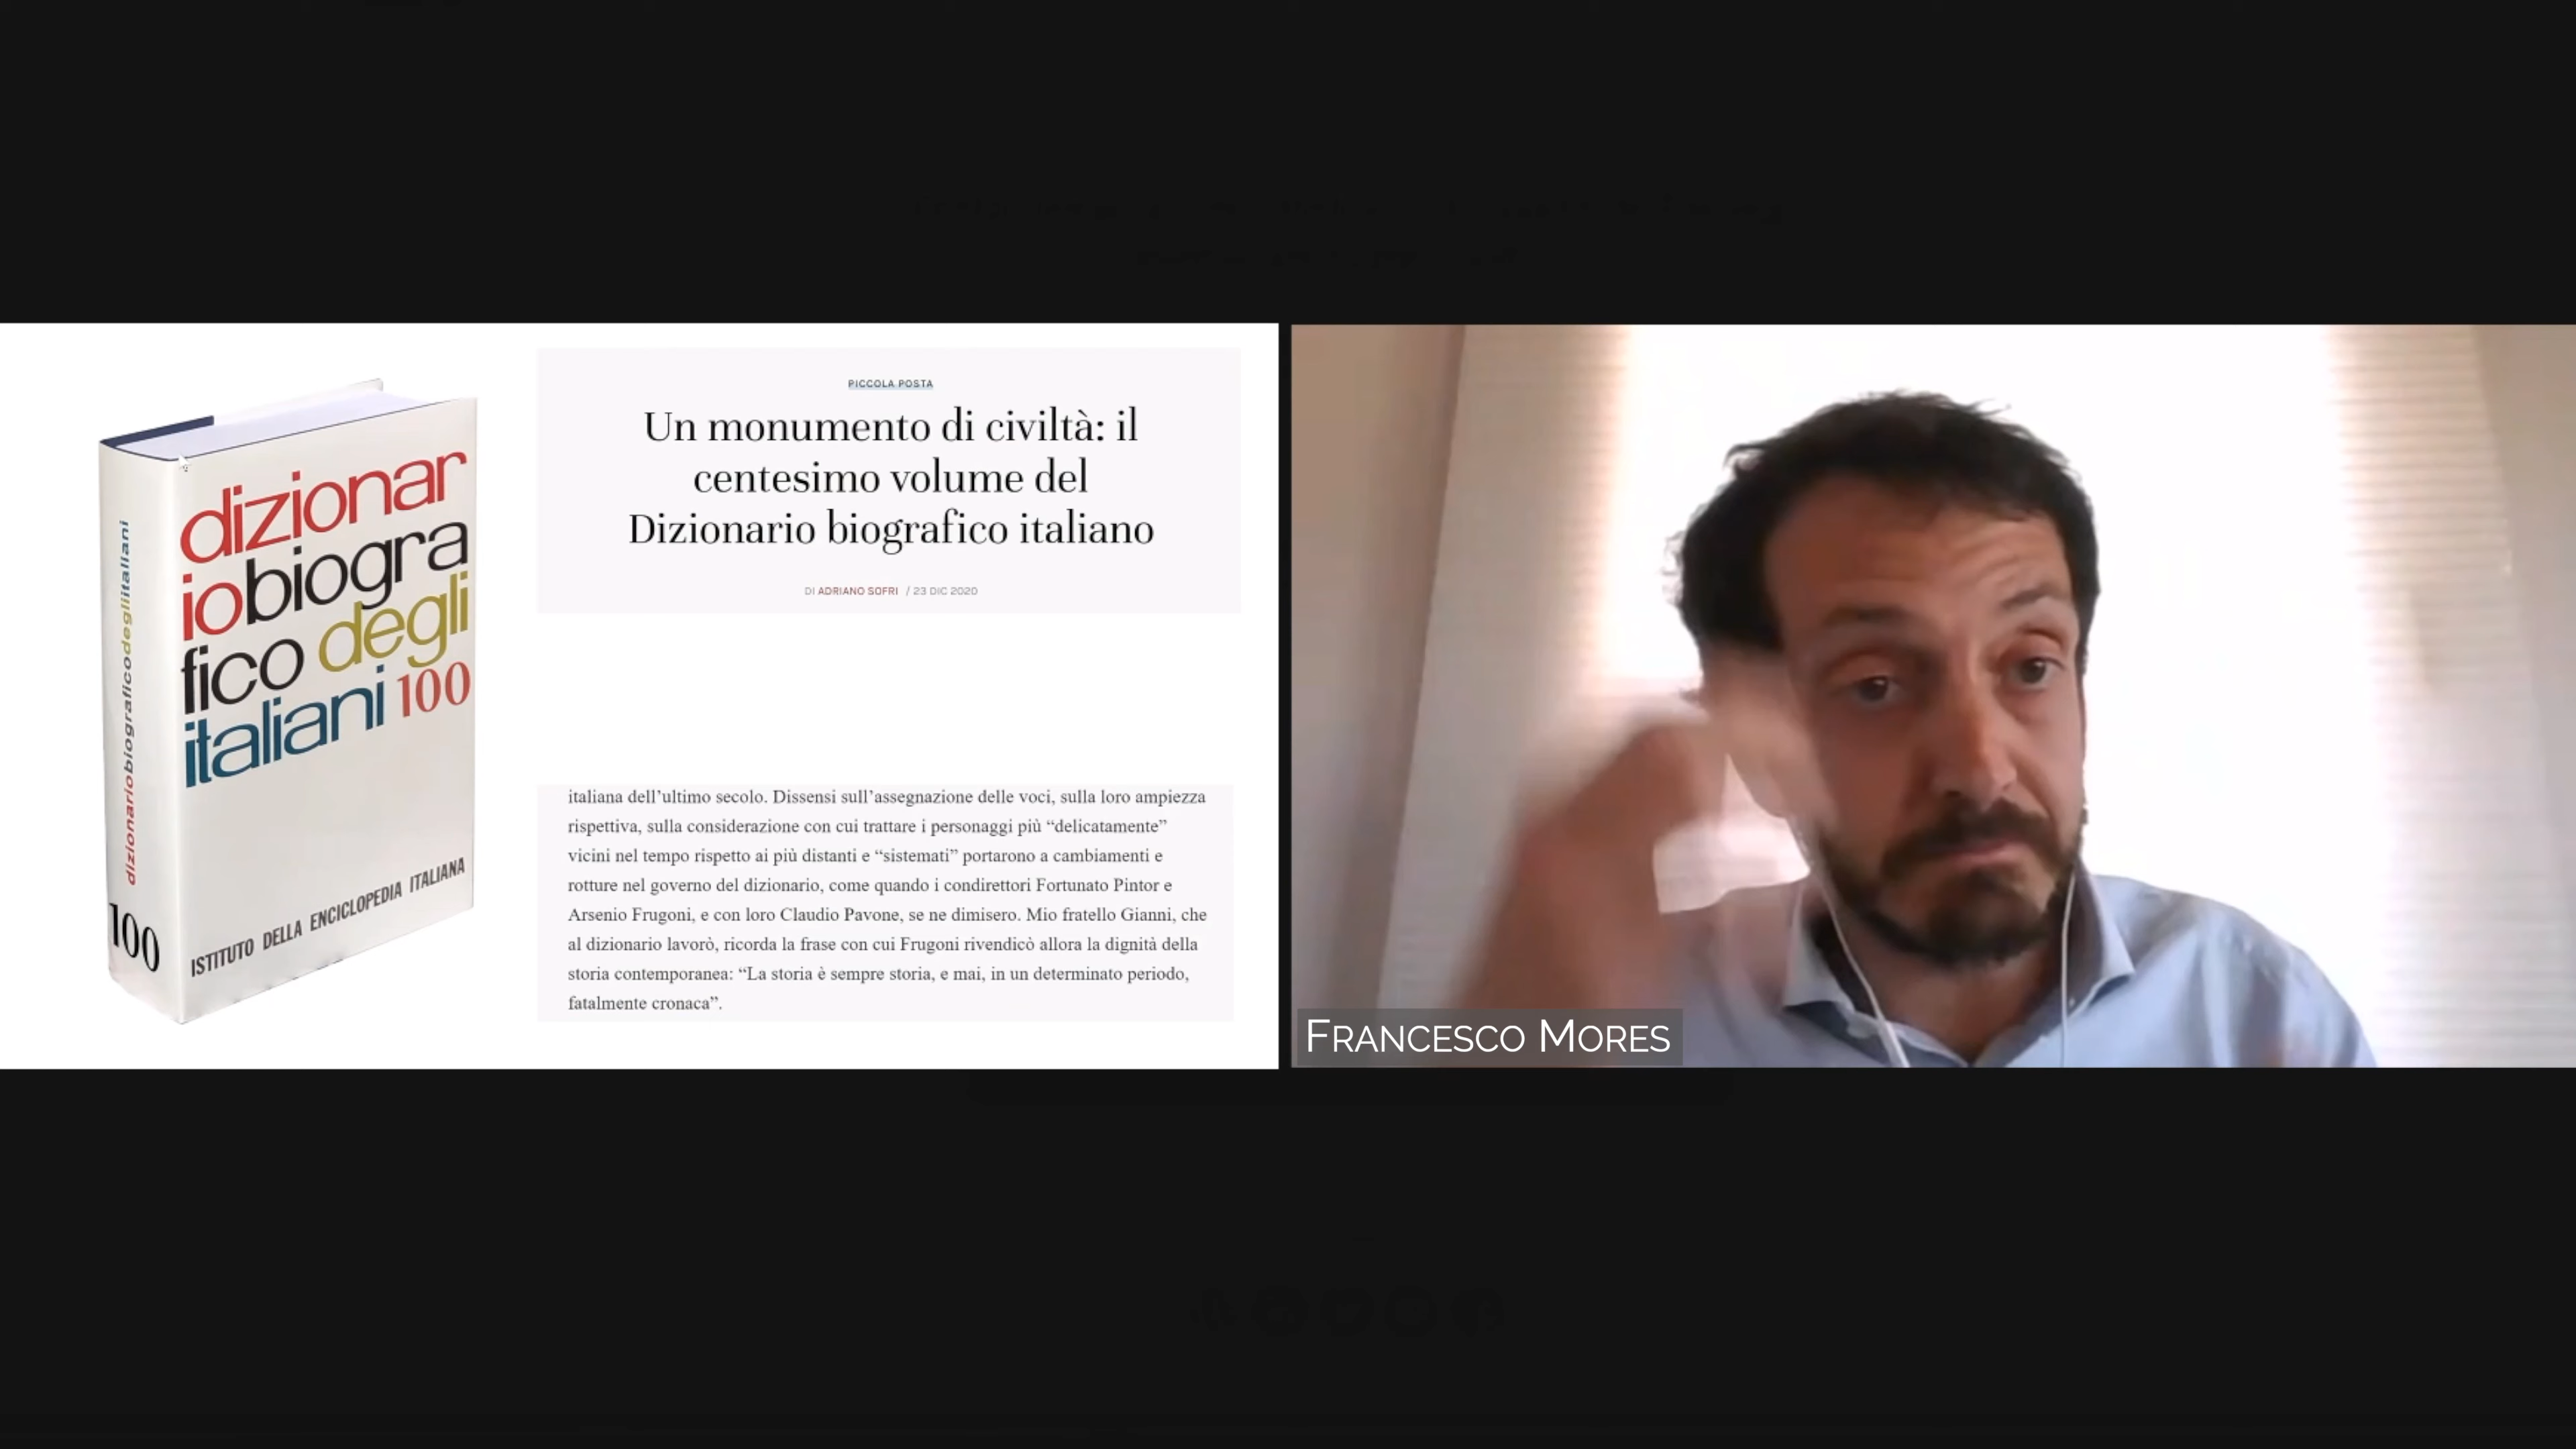 dizionar
iobiogra
fico degli
italiani 100
ISTITUTO DELLA ENCICLOPEDIA ITALIANA
dizionariobiograficodegliitaliani
100
PICCOLA POSTA
Un monumento di civiltà: il
centesimo volume del
Dizionario biografico italiano
DI ADRIANO SOFRI / 23 DIC 2020
italiana dell’ultimo secolo. Dissensi sull’assegnazione delle voci, sulla loro ampiezza
rispettiva, sulla considerazione con cui trattare i personaggi più “delicatamente”
vicini nel tempo rispetto ai più distanti e “sistemati” portarono a cambiamenti e
rotture nel governo del dizionario, come quando i condirettori Fortunato Pintor e
Arsenio Frugoni, e con loro Claudio Pavone, se ne dimisero. Mio fratello Gianni, che
al dizionario lavorò, ricorda la frase con cui Frugoni rivendicò allora la dignità della
storia contemporanea: “La storia è sempre storia, e mai, in un determinato periodo,
fatalmente cronaca”.
FRANCESCO MORES